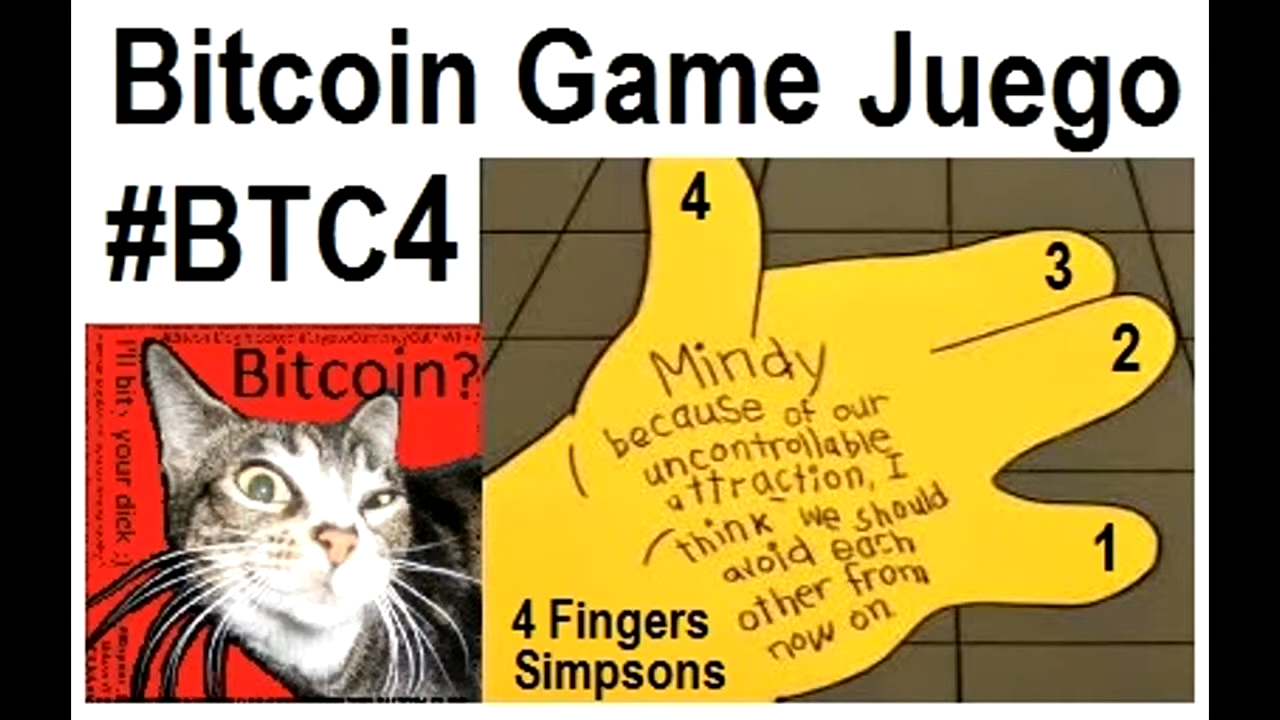 Bitcoin Game Juego
#BTC4
Bitcoin?
I'll bit, your dick :)
4
3
2
1
Mindy
because of our
uncontrollable
attraction, I
think we should
avoid each
other from
now on
4 Fingers
Simpsons